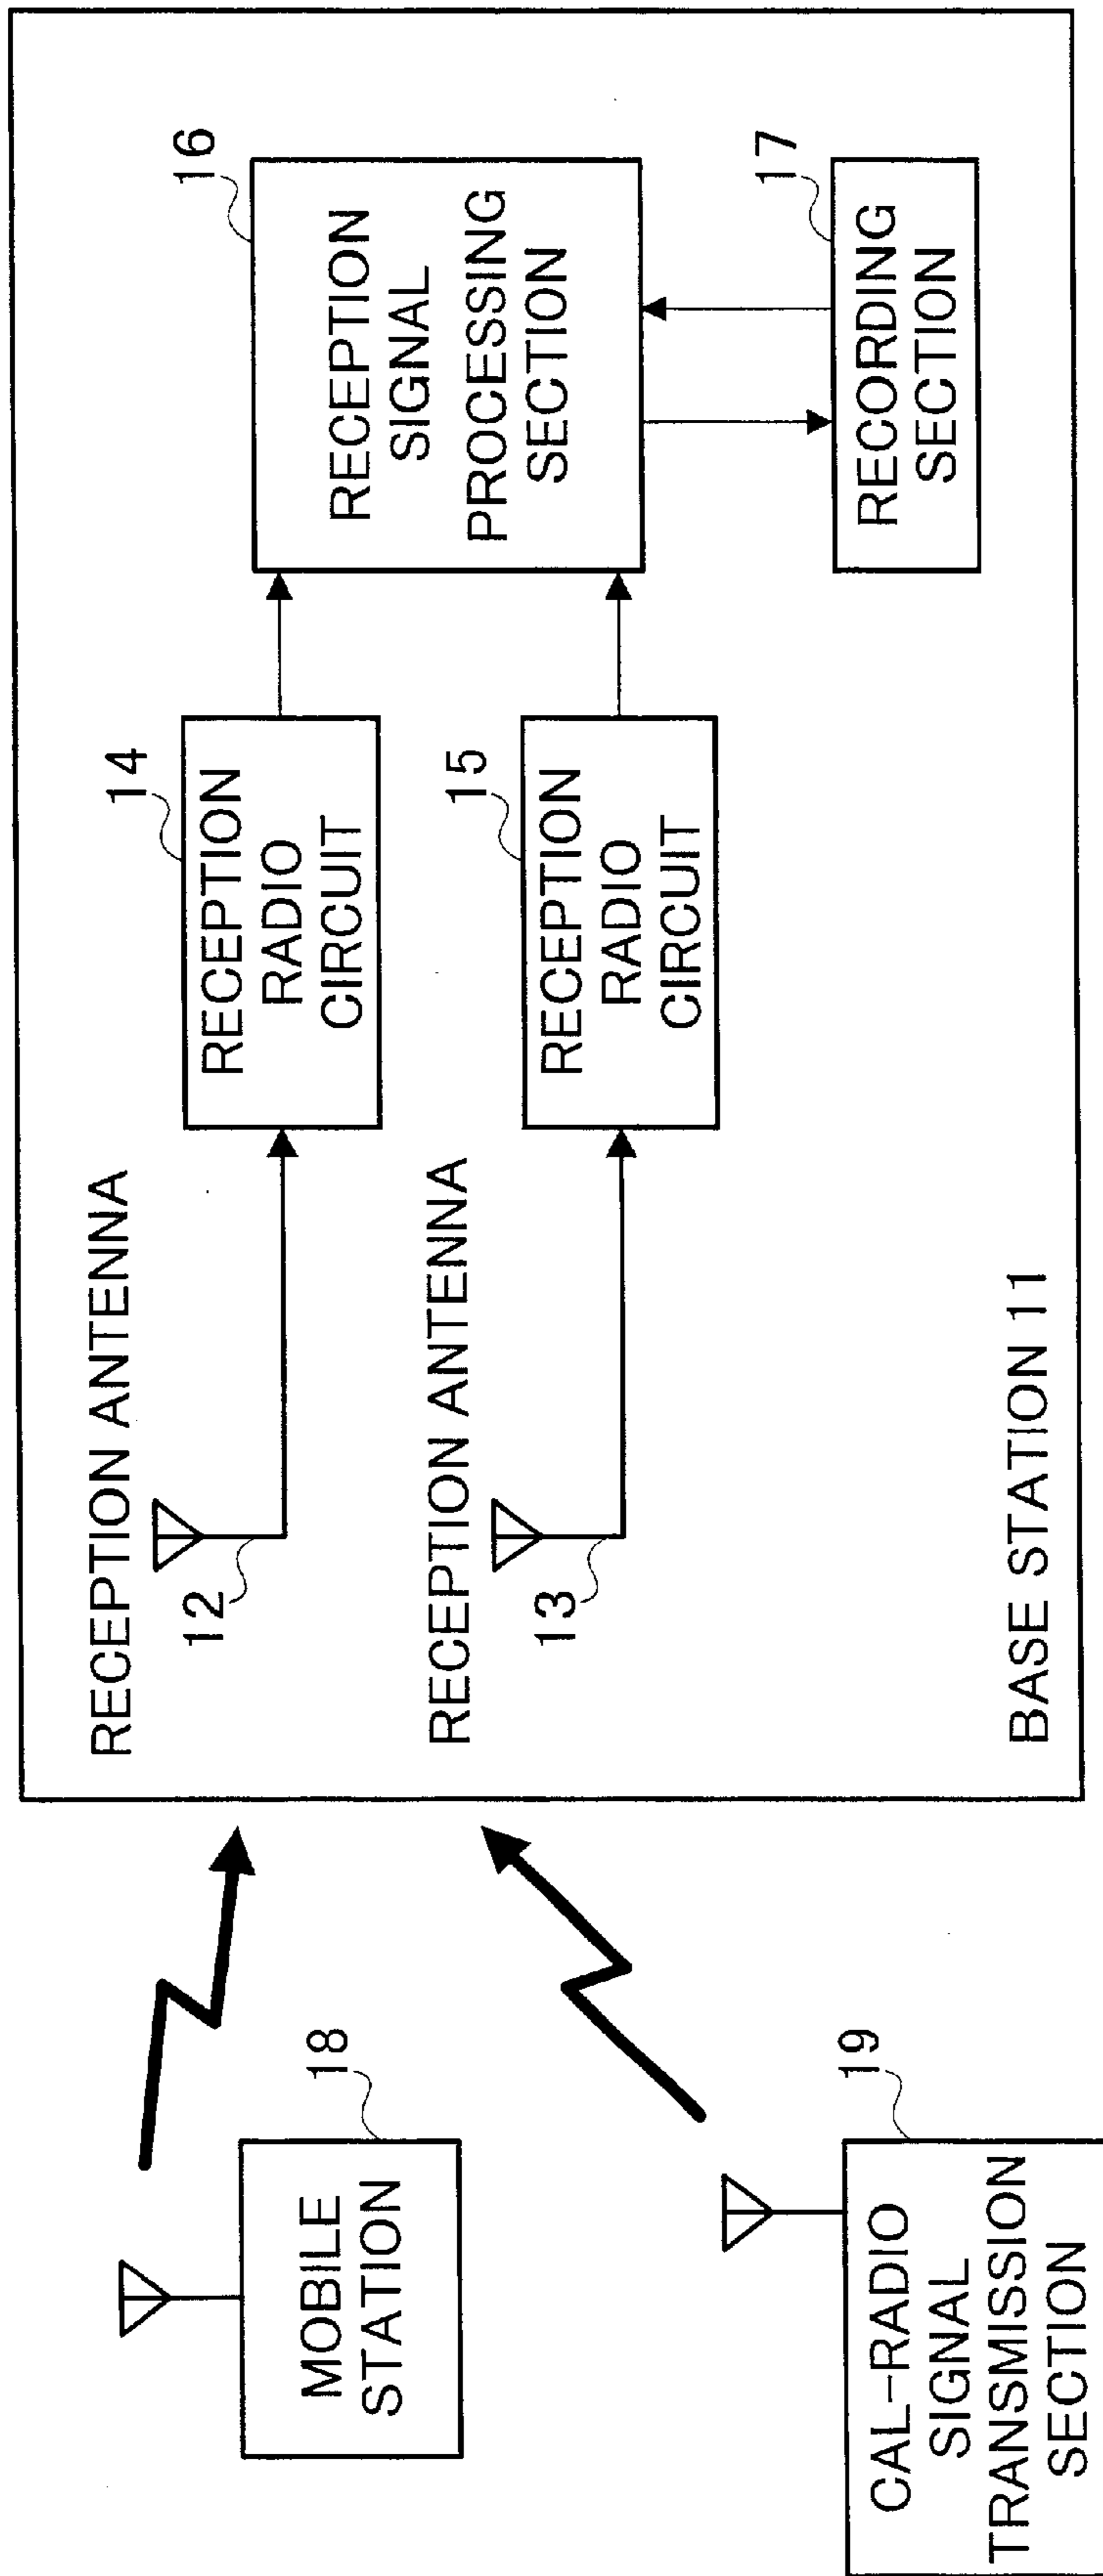 MOBILE
STATION
18
CAL-RADIO
SIGNAL
TRANSMISSION
SECTION
19
RECEPTION ANTENNA
12
RECEPTION
RADIO
CIRCUIT
14
RECEPTION ANTENNA
13
RECEPTION
RADIO
CIRCUIT
15
RECEPTION
SIGNAL
PROCESSING
SECTION
16
RECORDING
SECTION
17
BASE STATION 11